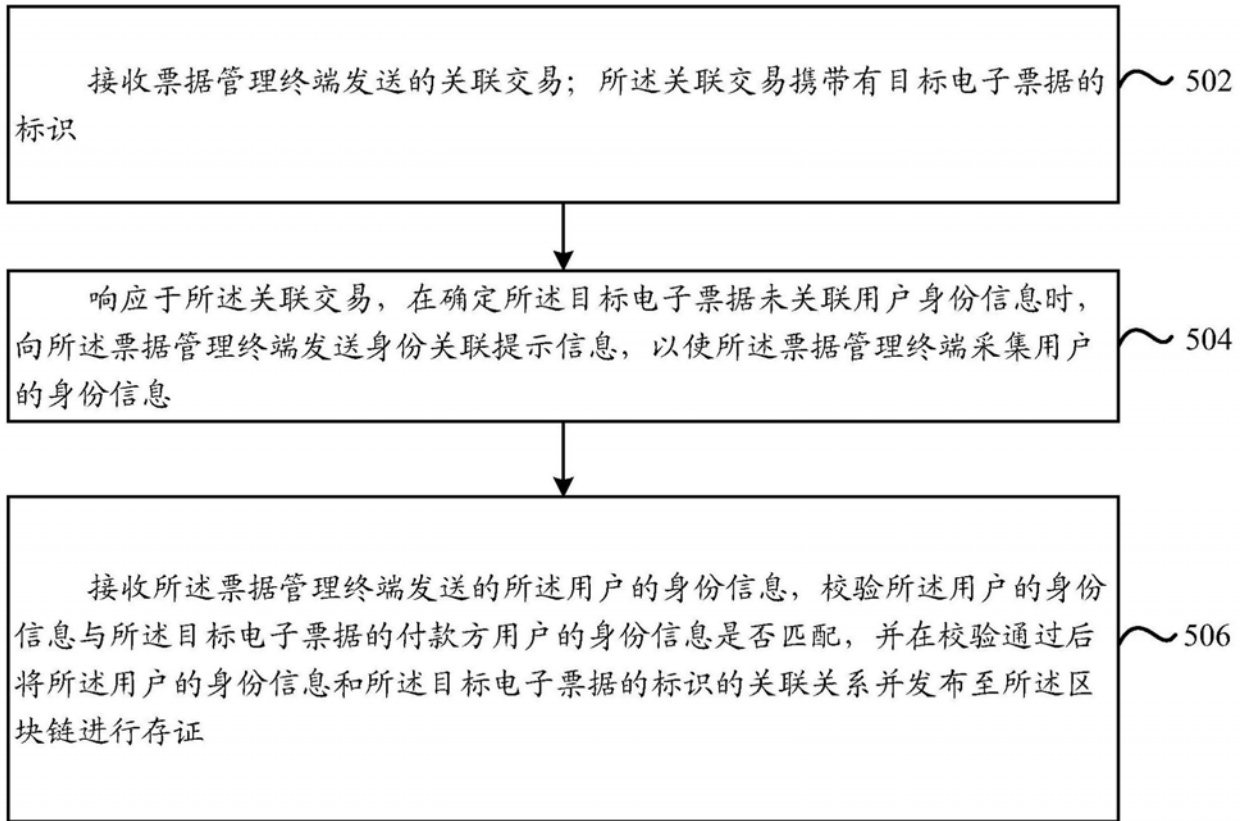 接收票据管理终端发送的关联交易；所述关联交易携带有目标电子票据的
标识
502
响应于所述关联交易，在确定所述目标电子票据未关联用户身份信息时，
向所述票据管理终端发送身份关联提示信息，以使所述票据管理终端采集用户
的身份信息
504
接收所述票据管理终端发送的所述用户的身份信息，校验所述用户的身份
信息与所述目标电子票据的付款方用户的身份信息是否匹配，并在校验通过后
将所述用户的身份信息和所述目标电子票据的标识的关联关系并发布至所述区
块链进行存证
506